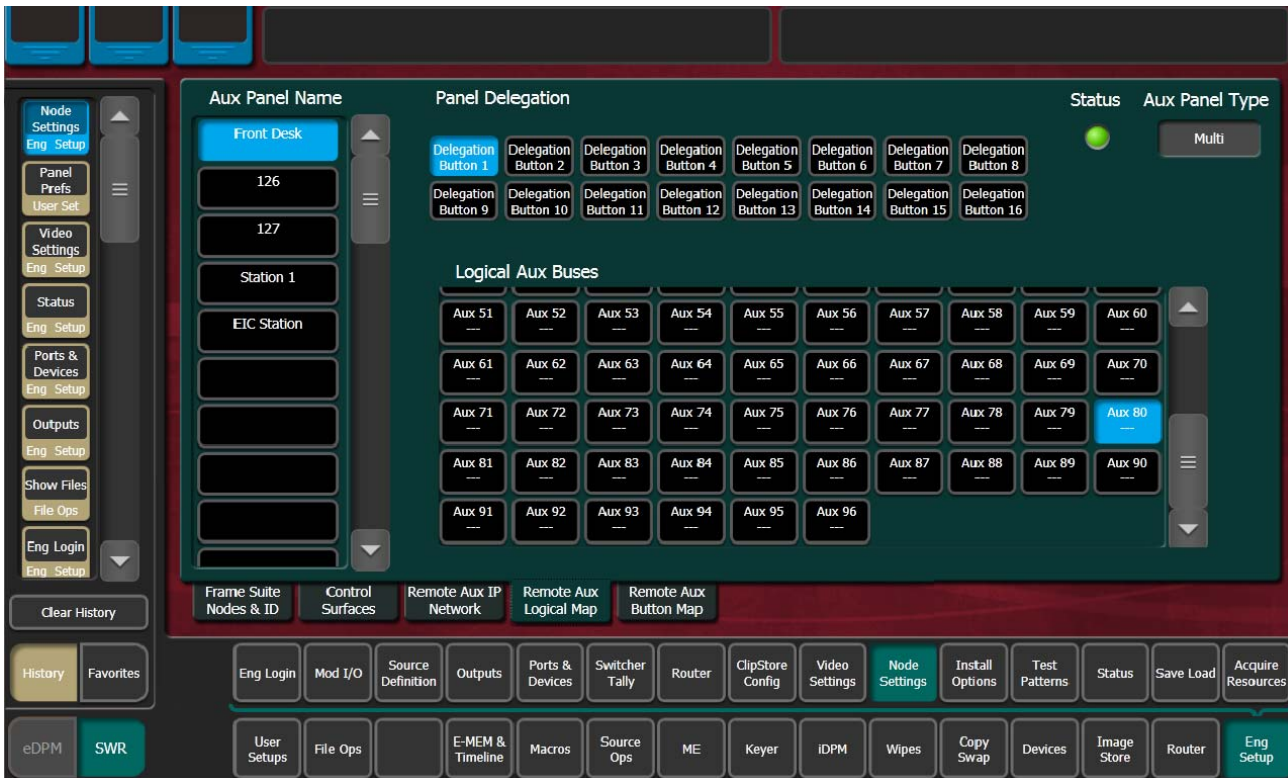 Aux Panel Name
Panel Delegation
Status
Aux Panel Type
Node
Settings
Eng Setup
Panel
Prefs
User Set
Video
Settings
Eng Setup
Status
Eng Setup
Ports &
Devices
Eng Setup
Outputs
Eng Setup
Show Files
File Ops
Eng Login
Eng Setup
Clear History
History
Favorites
eDPM
SWR
Front Desk
126
127
Station 1
EIC Station
Delegation
Button 1
Delegation
Button 2
Delegation
Button 3
Delegation
Button 4
Delegation
Button 5
Delegation
Button 6
Delegation
Button 7
Delegation
Button 8
Delegation
Button 9
Delegation
Button 10
Delegation
Button 11
Delegation
Button 12
Delegation
Button 13
Delegation
Button 14
Delegation
Button 15
Delegation
Button 16
Multi
Logical Aux Buses
Aux 51
---
Aux 52
---
Aux 53
---
Aux 54
---
Aux 55
---
Aux 56
---
Aux 57
---
Aux 58
---
Aux 59
---
Aux 60
---
Aux 61
---
Aux 62
---
Aux 63
---
Aux 64
---
Aux 65
---
Aux 66
---
Aux 67
---
Aux 68
---
Aux 69
---
Aux 70
---
Aux 71
---
Aux 72
---
Aux 73
---
Aux 74
---
Aux 75
---
Aux 76
---
Aux 77
---
Aux 78
---
Aux 79
---
Aux 80
---
Aux 81
---
Aux 82
---
Aux 83
---
Aux 84
---
Aux 85
---
Aux 86
---
Aux 87
---
Aux 88
---
Aux 89
---
Aux 90
---
Aux 91
---
Aux 92
---
Aux 93
---
Aux 94
---
Aux 95
---
Aux 96
---
Frame Suite
Nodes & ID
Control
Surfaces
Remote Aux IP
Network
Remote Aux
Logical Map
Remote Aux
Button Map
Eng Login
Mod I/O
Source
Definition
Outputs
Ports &
Devices
Switcher
Tally
Router
ClipStore
Config
Video
Settings
Node
Settings
Install
Options
Test
Patterns
Status
Save Load
Acquire
Resources
User
Setups
File Ops
E-MEM &
Timeline
Macros
Source
Ops
ME
Keyer
iDPM
Wipes
Copy
Swap
Devices
Image
Store
Router
Eng
Setup